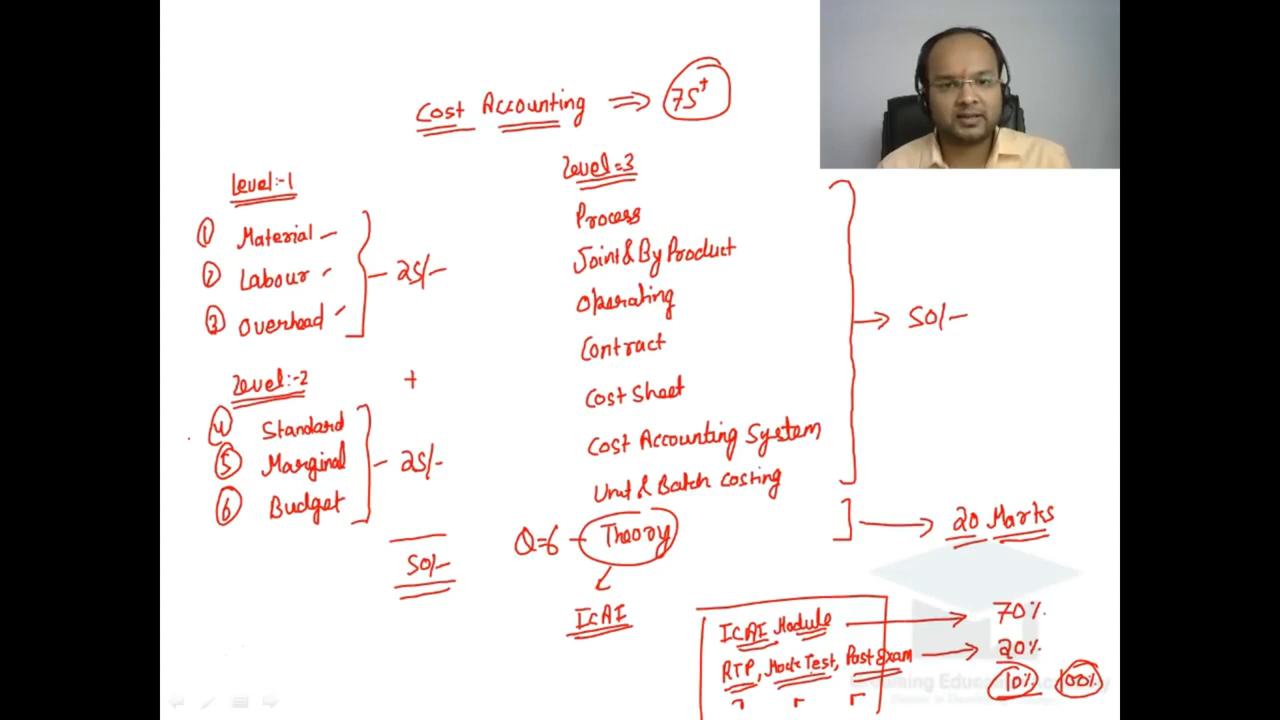 Cost Accounting ⇒ 75+
Level:-1
① Material -
② Labour
③ Overhead
- 25/-
Level:-2
+
④ Standard
⑤ Marginal
⑥ Budget
- 25/-
50/-
Level=3
Process
Joint & By Product
Operating
Contract
Cost Sheet
Cost Accounting System
Unit & Batch Costing
→ 50/-
Q=6 - Theory → 20 Marks
ICAI
ICAI Module → 70%
RTP, Mock Test, Past Exam → 20%
10% 100%